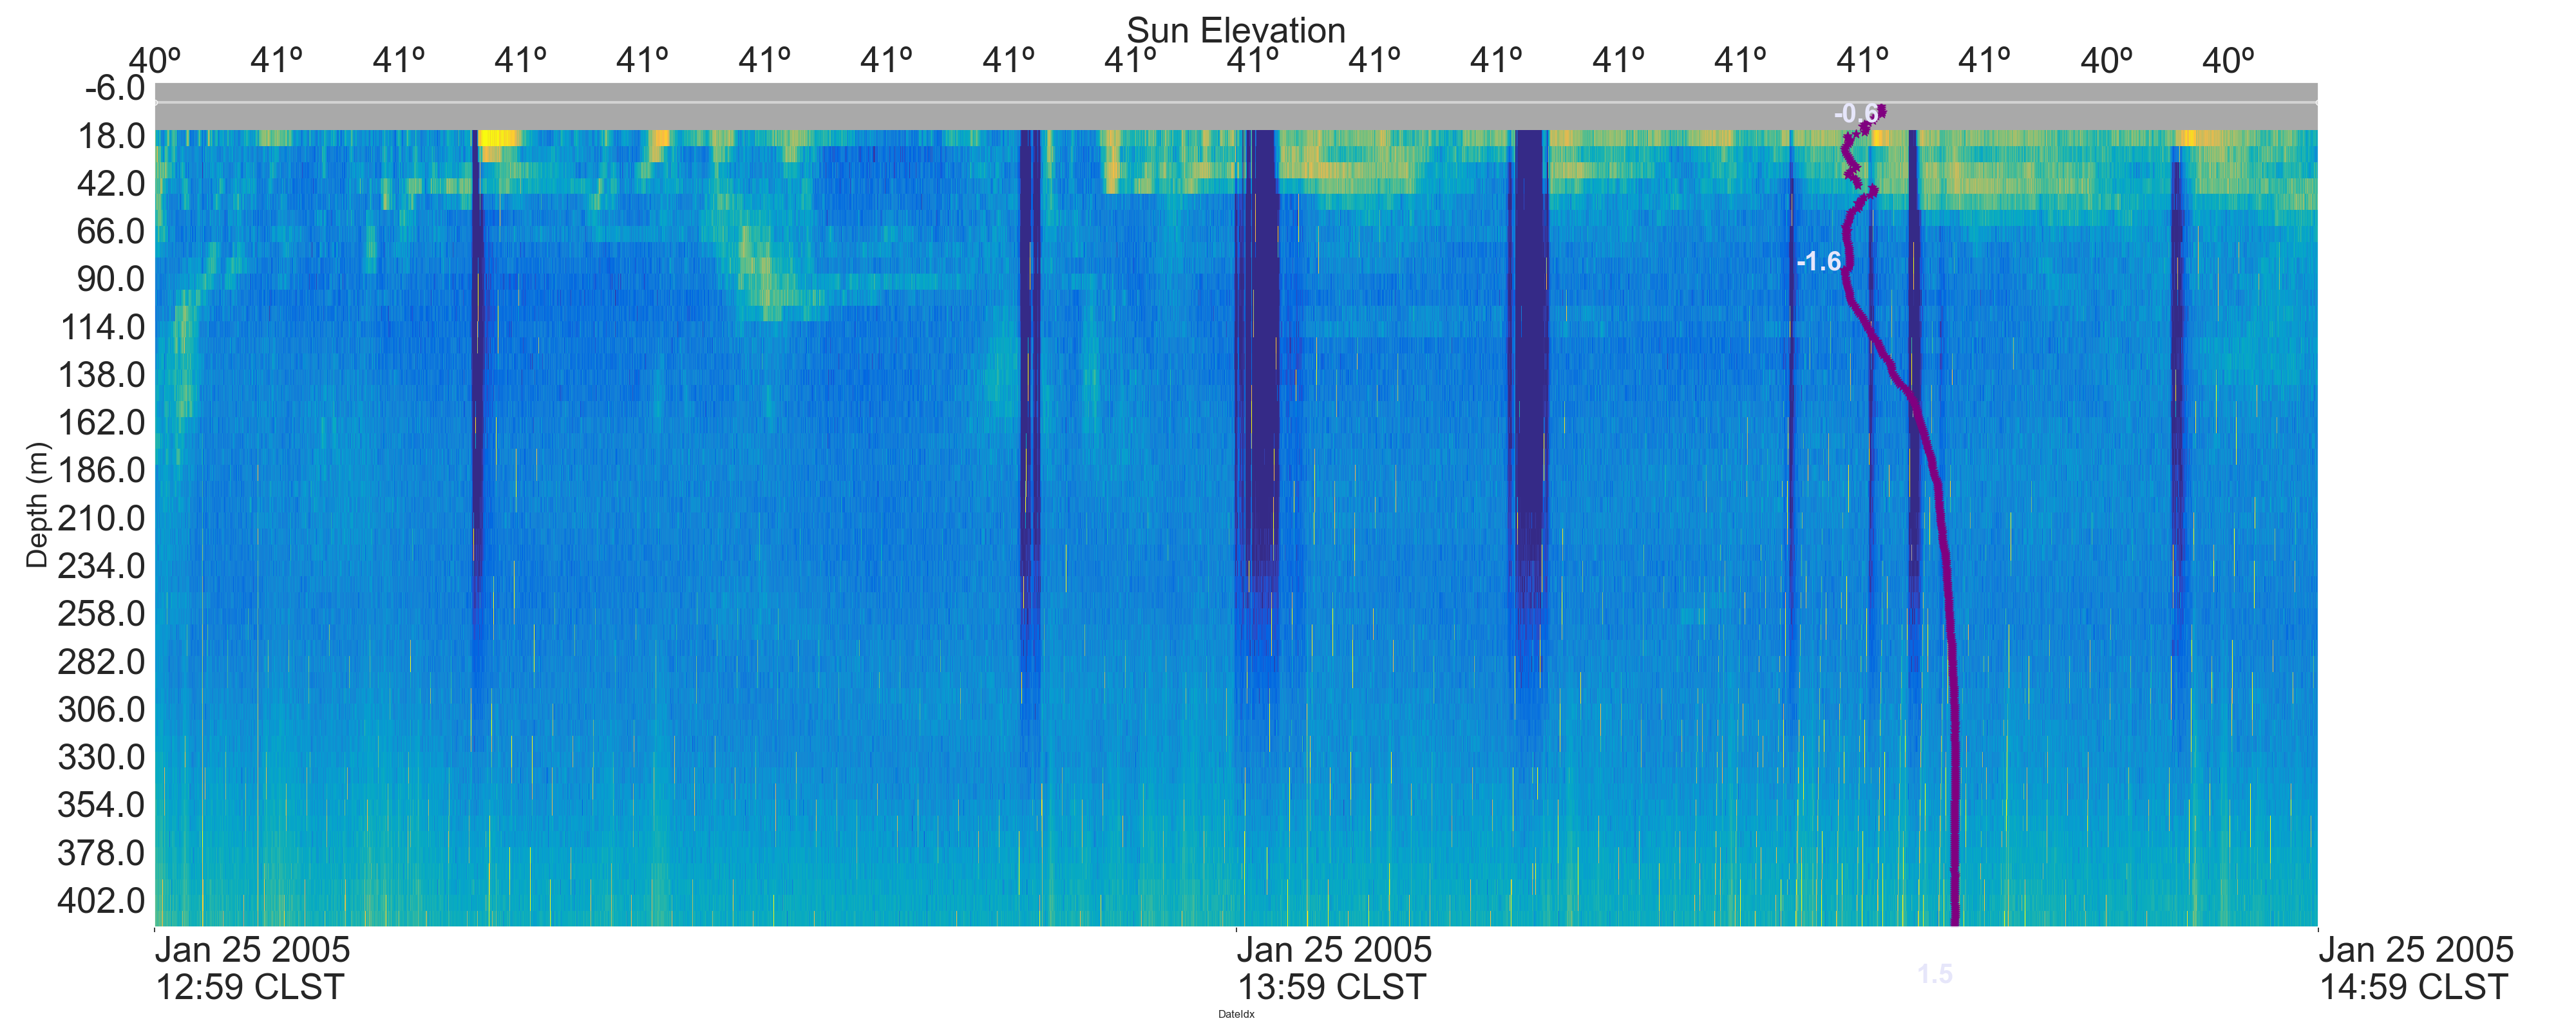 Sun Elevation
40º 41º 41º 41º 41º 41º 41º 41º 41º 41º 41º 41º 41º 41º 41º 41º 40º 40º
-6.0
18.0
42.0
66.0
90.0
114.0
138.0
162.0
186.0
210.0
234.0
258.0
282.0
306.0
330.0
354.0
378.0
402.0
Depth (m)
-0.6
-1.6
1.5
Jan 25 2005
12:59 CLST
Jan 25 2005
13:59 CLST
Jan 25 2005
14:59 CLST
DateIdx